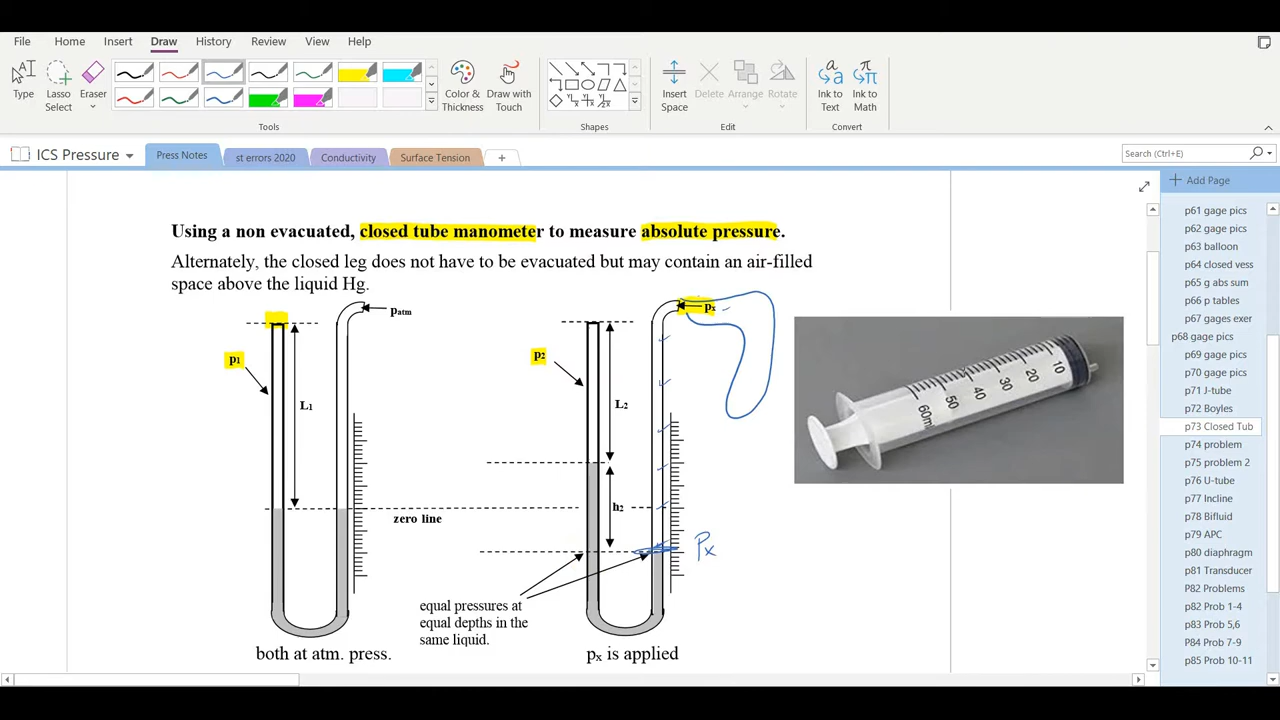 File Home Insert Draw History Review View Help
Type
Lasso
Select
Eraser
Color &
Thickness
Draw with
Touch
Insert
Space
Delete
Arrange
Rotate
Ink to
Text
Ink to
Math
Tools
Shapes
Edit
Convert
ICS Pressure
Press Notes
st errors 2020
Conductivity
Surface Tension
Search (Ctrl+E)
Add Page
p61 gage pics
p62 gage pics
p63 balloon
p64 closed vess
p65 g abs sum
p66 p tables
p67 gages exer
p68 gage pics
p69 gage pics
p70 gage pics
p71 J-tube
p72 Boyles
p73 Closed Tub
p74 problem
p75 problem 2
p76 U-tube
p77 Incline
p78 Bifluid
p79 APC
p80 diaphragm
p81 Transducer
P82 Problems
p82 Prob 1-4
p83 Prob 5,6
P84 Prob 7-9
p85 Prob 10-11
Using a non evacuated, closed tube manometer to measure absolute pressure.
Alternately, the closed leg does not have to be evacuated but may contain an air-filled
space above the liquid Hg.
patm
p1
L1
zero line
both at atm. press.
px
p2
L2
h2
Px
equal pressures at
equal depths in the
same liquid.
px is applied
10
20
30
40
50
60ml